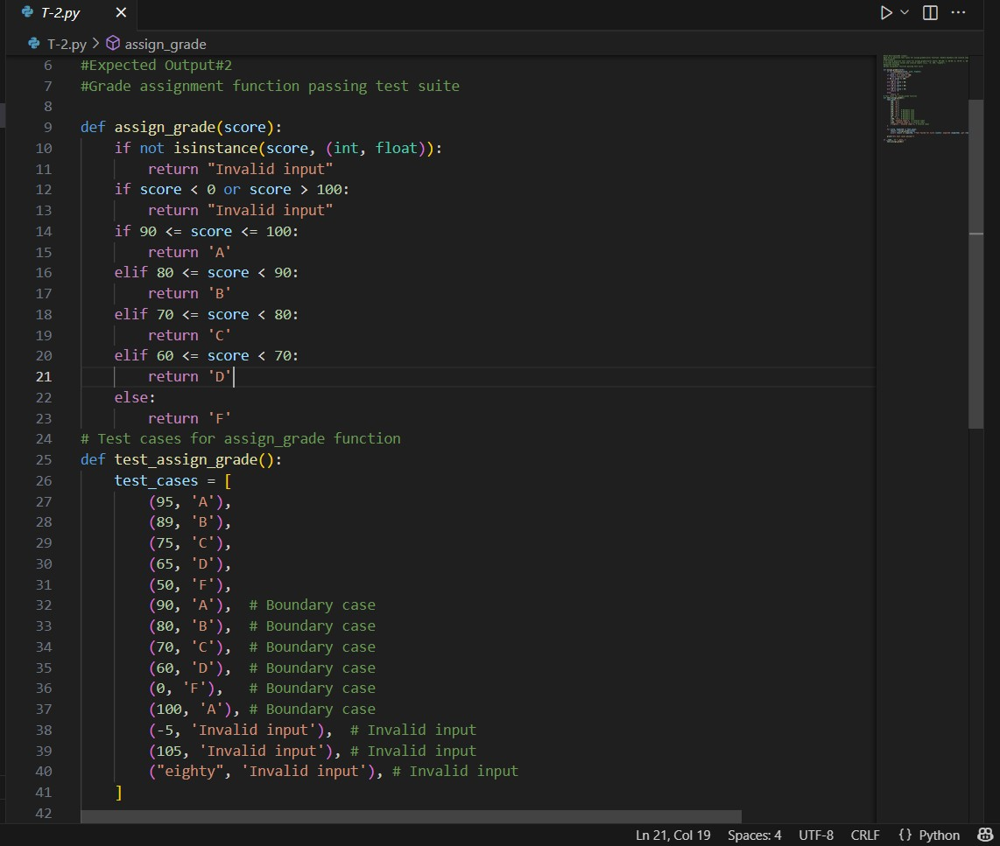 T-2.py
T-2.py > assign_grade
6 #Expected Output#2
7 #Grade assignment function passing test suite
8
9 def assign_grade(score):
10     if not isinstance(score, (int, float)):
11         return "Invalid input"
12     if score < 0 or score > 100:
13         return "Invalid input"
14     if 90 <= score <= 100:
15         return 'A'
16     elif 80 <= score < 90:
17         return 'B'
18     elif 70 <= score < 80:
19         return 'C'
20     elif 60 <= score < 70:
21         return 'D'
22     else:
23         return 'F'
24 # Test cases for assign_grade function
25 def test_assign_grade():
26     test_cases = [
27         (95, 'A'),
28         (89, 'B'),
29         (75, 'C'),
30         (65, 'D'),
31         (50, 'F'),
32         (90, 'A'),  # Boundary case
33         (80, 'B'),  # Boundary case
34         (70, 'C'),  # Boundary case
35         (60, 'D'),  # Boundary case
36         (0, 'F'),   # Boundary case
37         (100, 'A'), # Boundary case
38         (-5, 'Invalid input'),  # Invalid input
39         (105, 'Invalid input'), # Invalid input
40         ("eighty", 'Invalid input'), # Invalid input
41     ]
42
Ln 21, Col 19 Spaces: 4 UTF-8 CRLF {} Python